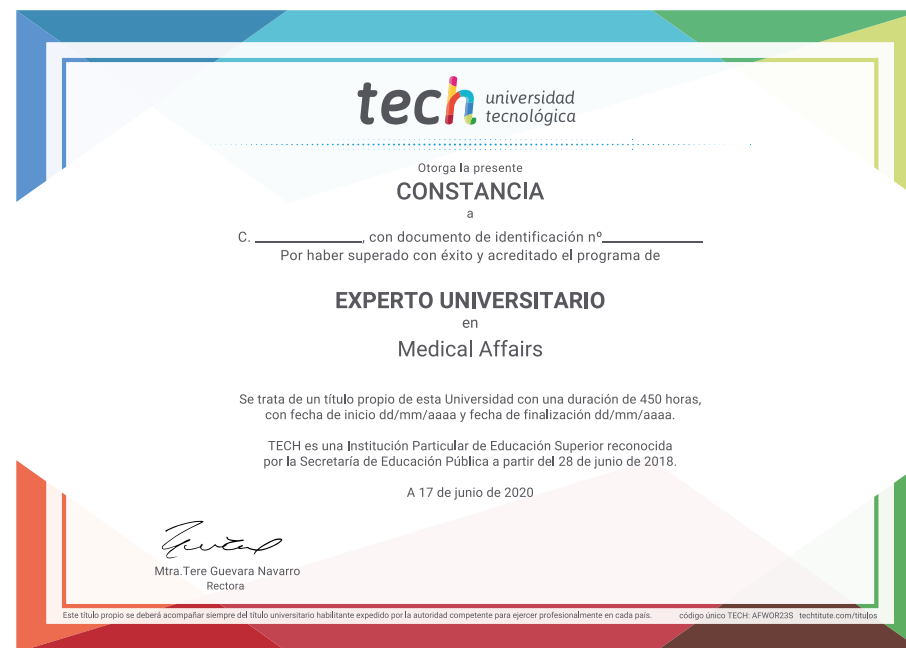 tech universidad
tecnológica
Otorga la presente
CONSTANCIA
a
C. ____________, con documento de identificación nº____________
Por haber superado con éxito y acreditado el programa de
EXPERTO UNIVERSITARIO
en
Medical Affairs
Se trata de un título propio de esta Universidad con una duración de 450 horas,
con fecha de inicio dd/mm/aaaa y fecha de finalización dd/mm/aaaa.
TECH es una Institución Particular de Educación Superior reconocida
por la Secretaría de Educación Pública a partir del 28 de junio de 2018.
A 17 de junio de 2020
Mtra.Tere Guevara Navarro
Rectora
Este título propio se deberá acompañar siempre del título universitario habilitante expedido por la autoridad competente para ejercer profesionalmente en cada país. código único TECH: AFWOR23S techtitute.com/títulos